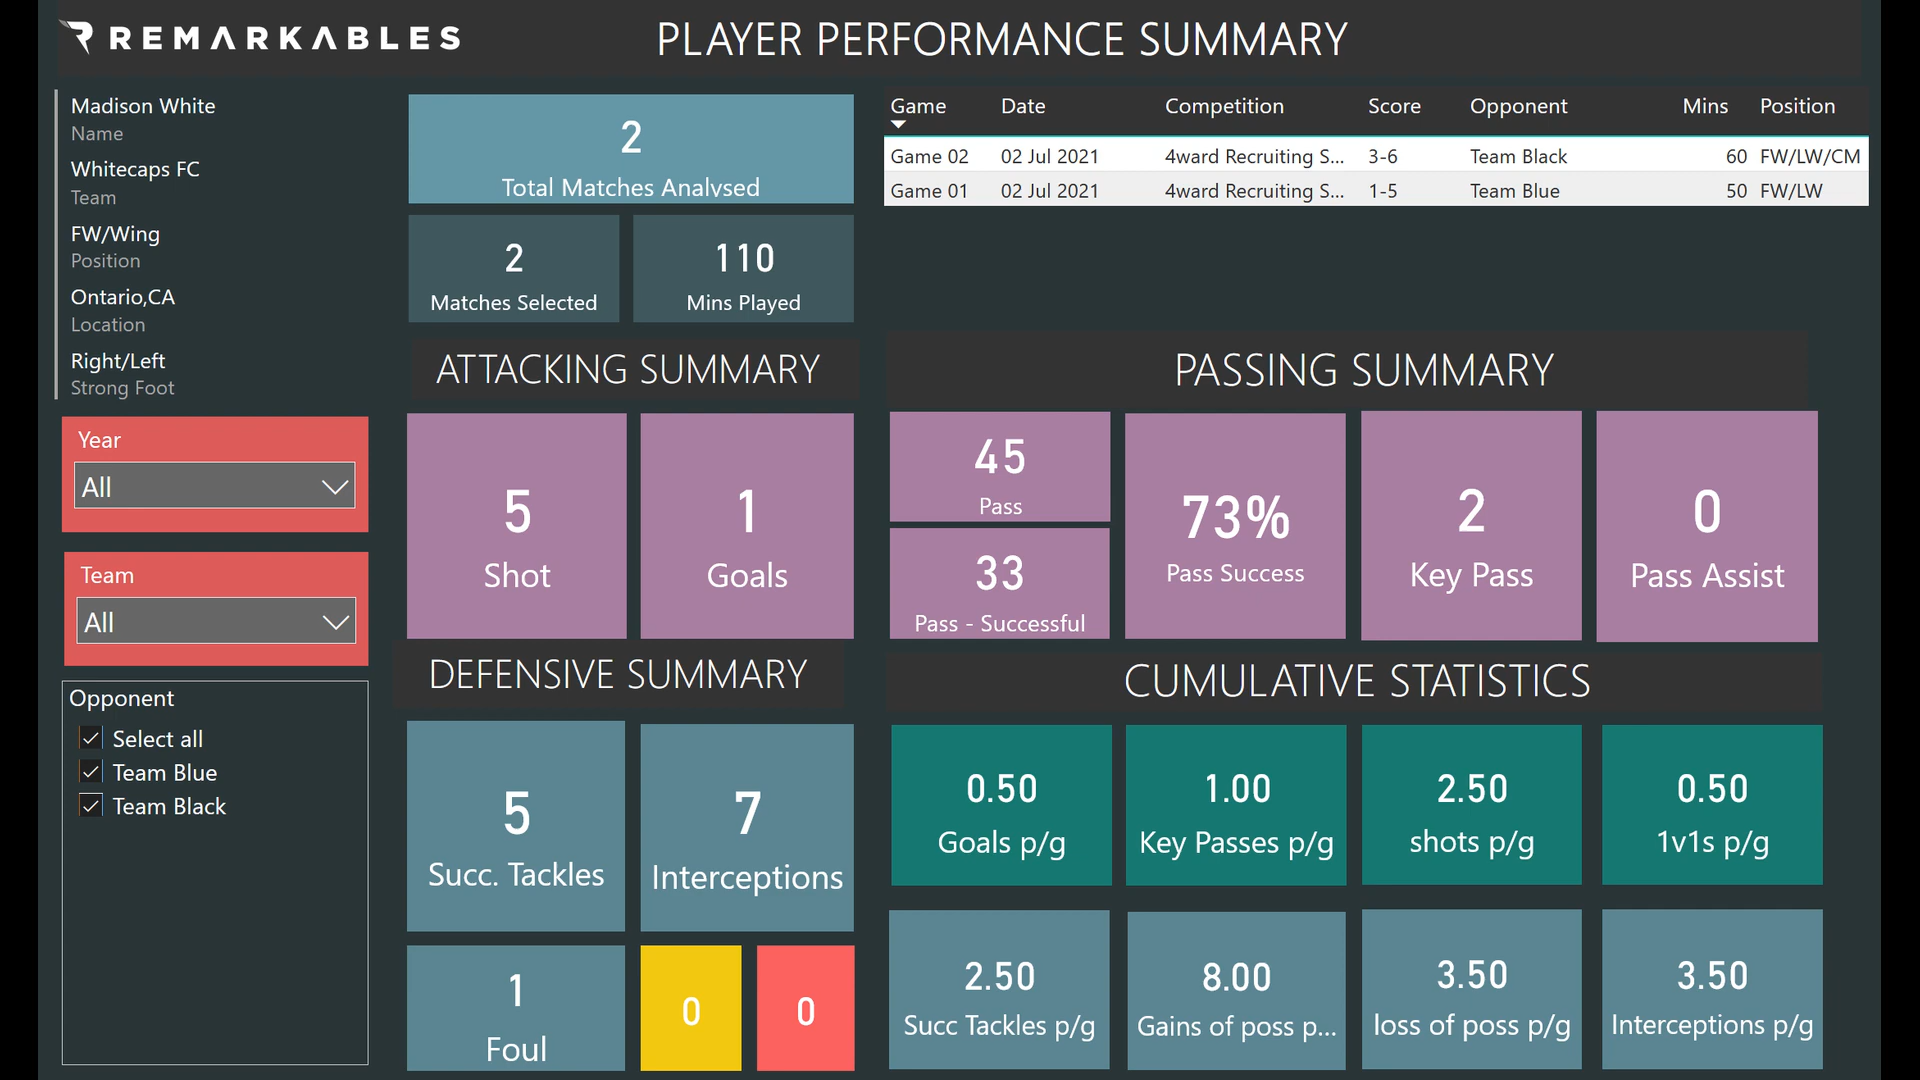 REMARKABLES
PLAYER PERFORMANCE SUMMARY
Madison White
Name
Whitecaps FC
Team
FW/Wing
Position
Ontario,CA
Location
Right/Left
Strong Foot
Year
All
Team
All
Opponent
Select all
Team Blue
Team Black
2
Total Matches Analysed
2
Matches Selected
110
Mins Played
Game Date Competition Score Opponent Mins Position
Game 02 02 Jul 2021 4ward Recruiting S... 3-6 Team Black 60 FW/LW/CM
Game 01 02 Jul 2021 4ward Recruiting S... 1-5 Team Blue 50 FW/LW
ATTACKING SUMMARY
5
Shot
1
Goals
PASSING SUMMARY
45
Pass
33
Pass - Successful
73%
Pass Success
2
Key Pass
0
Pass Assist
DEFENSIVE SUMMARY
5
Succ. Tackles
7
Interceptions
1
Foul
0
0
CUMULATIVE STATISTICS
0.50
Goals p/g
1.00
Key Passes p/g
2.50
shots p/g
0.50
1v1s p/g
2.50
Succ Tackles p/g
8.00
Gains of poss p...
3.50
loss of poss p/g
3.50
Interceptions p/g